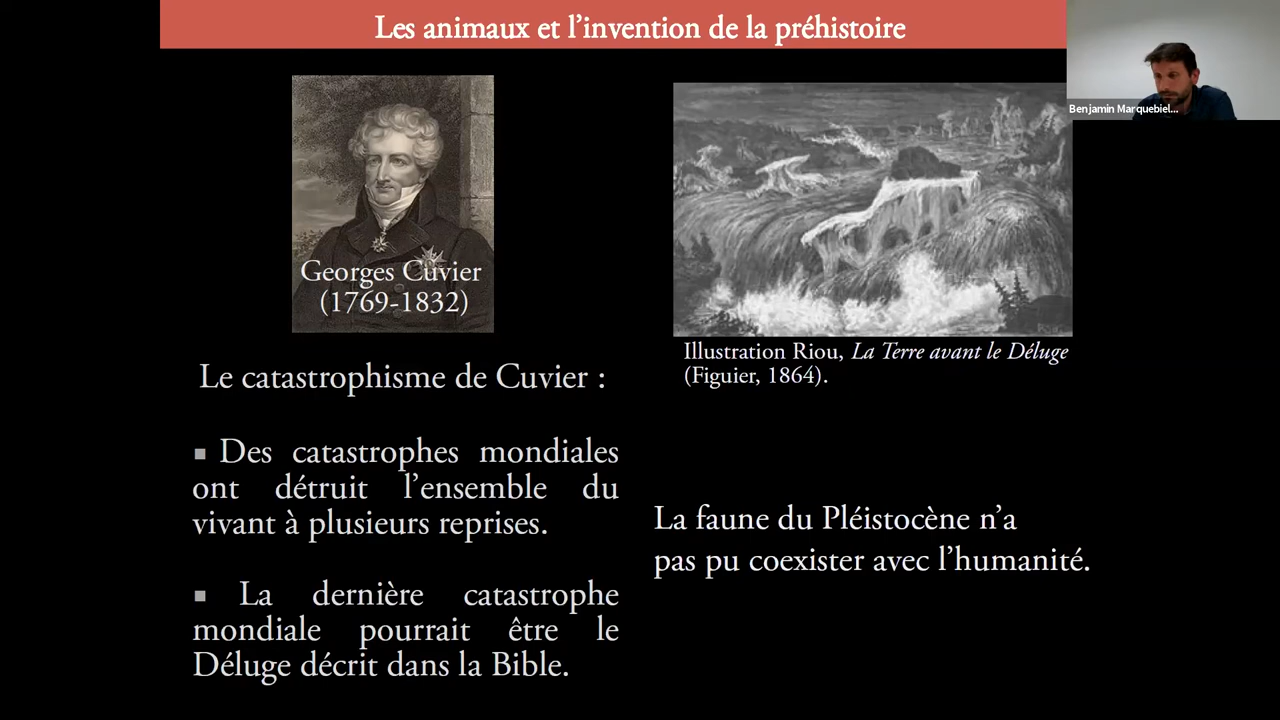 Les animaux et l’invention de la préhistoire
Benjamin Marquebiel...
Georges Cuvier
(1769-1832)
Illustration Riou, La Terre avant le Déluge
(Figuier, 1864).
Le catastrophisme de Cuvier :
▪ Des catastrophes mondiales
ont détruit l’ensemble du
vivant à plusieurs reprises.
▪ La dernière catastrophe
mondiale pourrait être le
Déluge décrit dans la Bible.
La faune du Pléistocène n’a
pas pu coexister avec l’humanité.